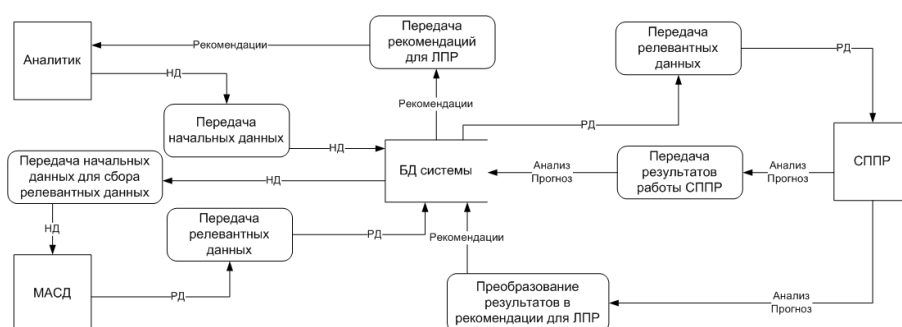 Передача
рекомендаций
для ЛПР
Рекомендации
Аналитик
НД
Передача
релевантных
данных
РД
Рекомендации
РД
Передача
начальных данных
НД
Передача начальных
данных для сбора
релевантных данных
НД
БД системы
Анализ
Прогноз
Передача
результатов
работы СППР
Анализ
Прогноз
СППР
НД
Передача
релевантных
данных
РД
Рекомендации
МАСД
РД
Преобразование
результатов в
рекомендации для ЛПР
Анализ
Прогноз